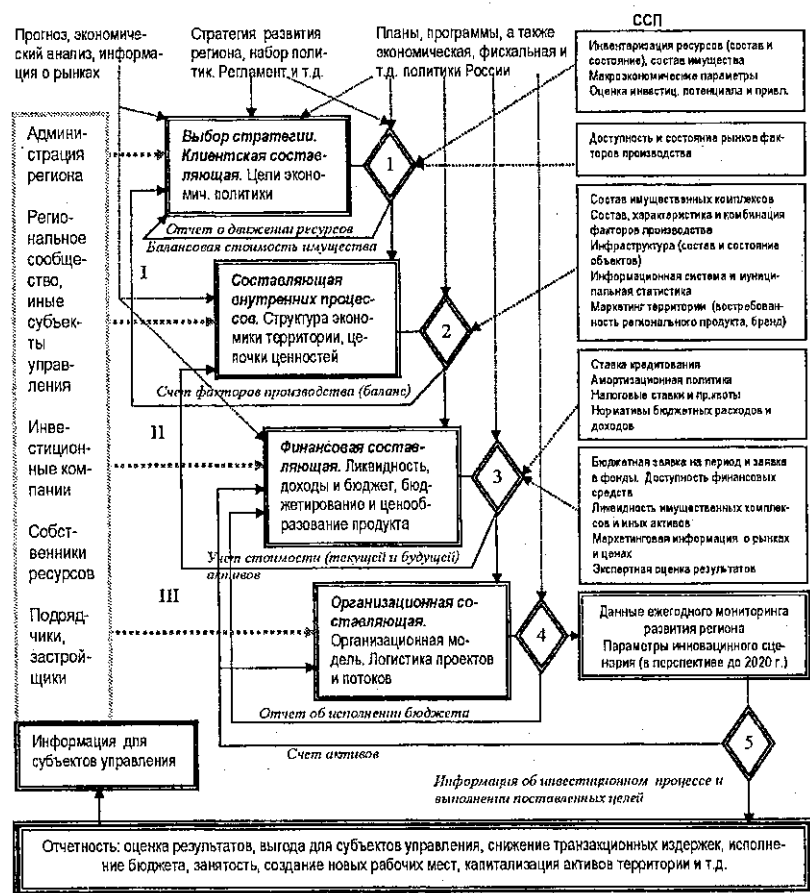 ССП
Прогноз, экономиче-
ский анализ, информа-
ция о рынках
Стратегия развития
региона, набор поли-
тик. Регламент и т.д.
Планы, программы, а также
экономическая, фискальная и
т.д. политики России
Инвентаризация ресурсов (состав и
состояние), состав имущества
Макроэкономические параметры
Оценка инвестиц. потенциала и привл.
Админи-
страция
региона
Выбор стратегии.
Клиентская состав-
ляющая. Цели эконо-
мич. политики
1
Доступность и состояние рынков фак-
торов производства
Отчет о движении ресурсов
Балансовая стоимость имущества
Регио-
нальное
сообще-
ство,
иные
субъек-
ты
управ-
ления
I
Составляющая
внутренних процес-
сов. Структура эконо-
мики территории, це-
почки ценностей
2
Состав имущественных комплексов
Состав, характеристика и комбинация
факторов производства
Инфраструктура (состав и состояние
объектов)
Информационная система и муници-
пальная статистика
Маркетинг территории (востребован-
ность регионального продукта, бренд)
Счет факторов производства (баланс)
Ставка кредитования
Амортизационная политика
Налоговые ставки и
Нормативы бюджетных расходов и
доходов
Инве-
стицион-
ные ком-
пании
II
Финансовая состав-
ляющая. Ликвидность,
доходы и бюджет, бюд-
жетирование и ценооб-
разование продукта
3
Бюджетная заявка на период и заявка
в фонды. Доступность финансовых
средств
Ликвидность имущественных комплек-
сов и иных активов
Маркетинговая информация о рынках
и ценах
Экспертная оценка результатов
Собст-
венники
ресурсов
Учет стоимости (текущей и будущей)
активов
III
Подряд-
чики,
застрой-
щики
Организационная со-
ставляющая.
Организационная мо-
дель. Логистика проектов
и потоков
4
Данные ежегодного мониторинга
развития региона
Параметры инновацинного сце-
нария (в перспективе до 2020 г.)
Отчет об исполнении бюджета
Счет активов
5
Информация для
субъектов управления
Информация об инвестиционном процессе и
выполнении поставленных целей
Отчетность: оценка результатов, выгода для субъектов управления, снижение транзакционных издержек, исполне-
ние бюджета, занятость, создание новых рабочих мест, капитализация активов территории и т.д.